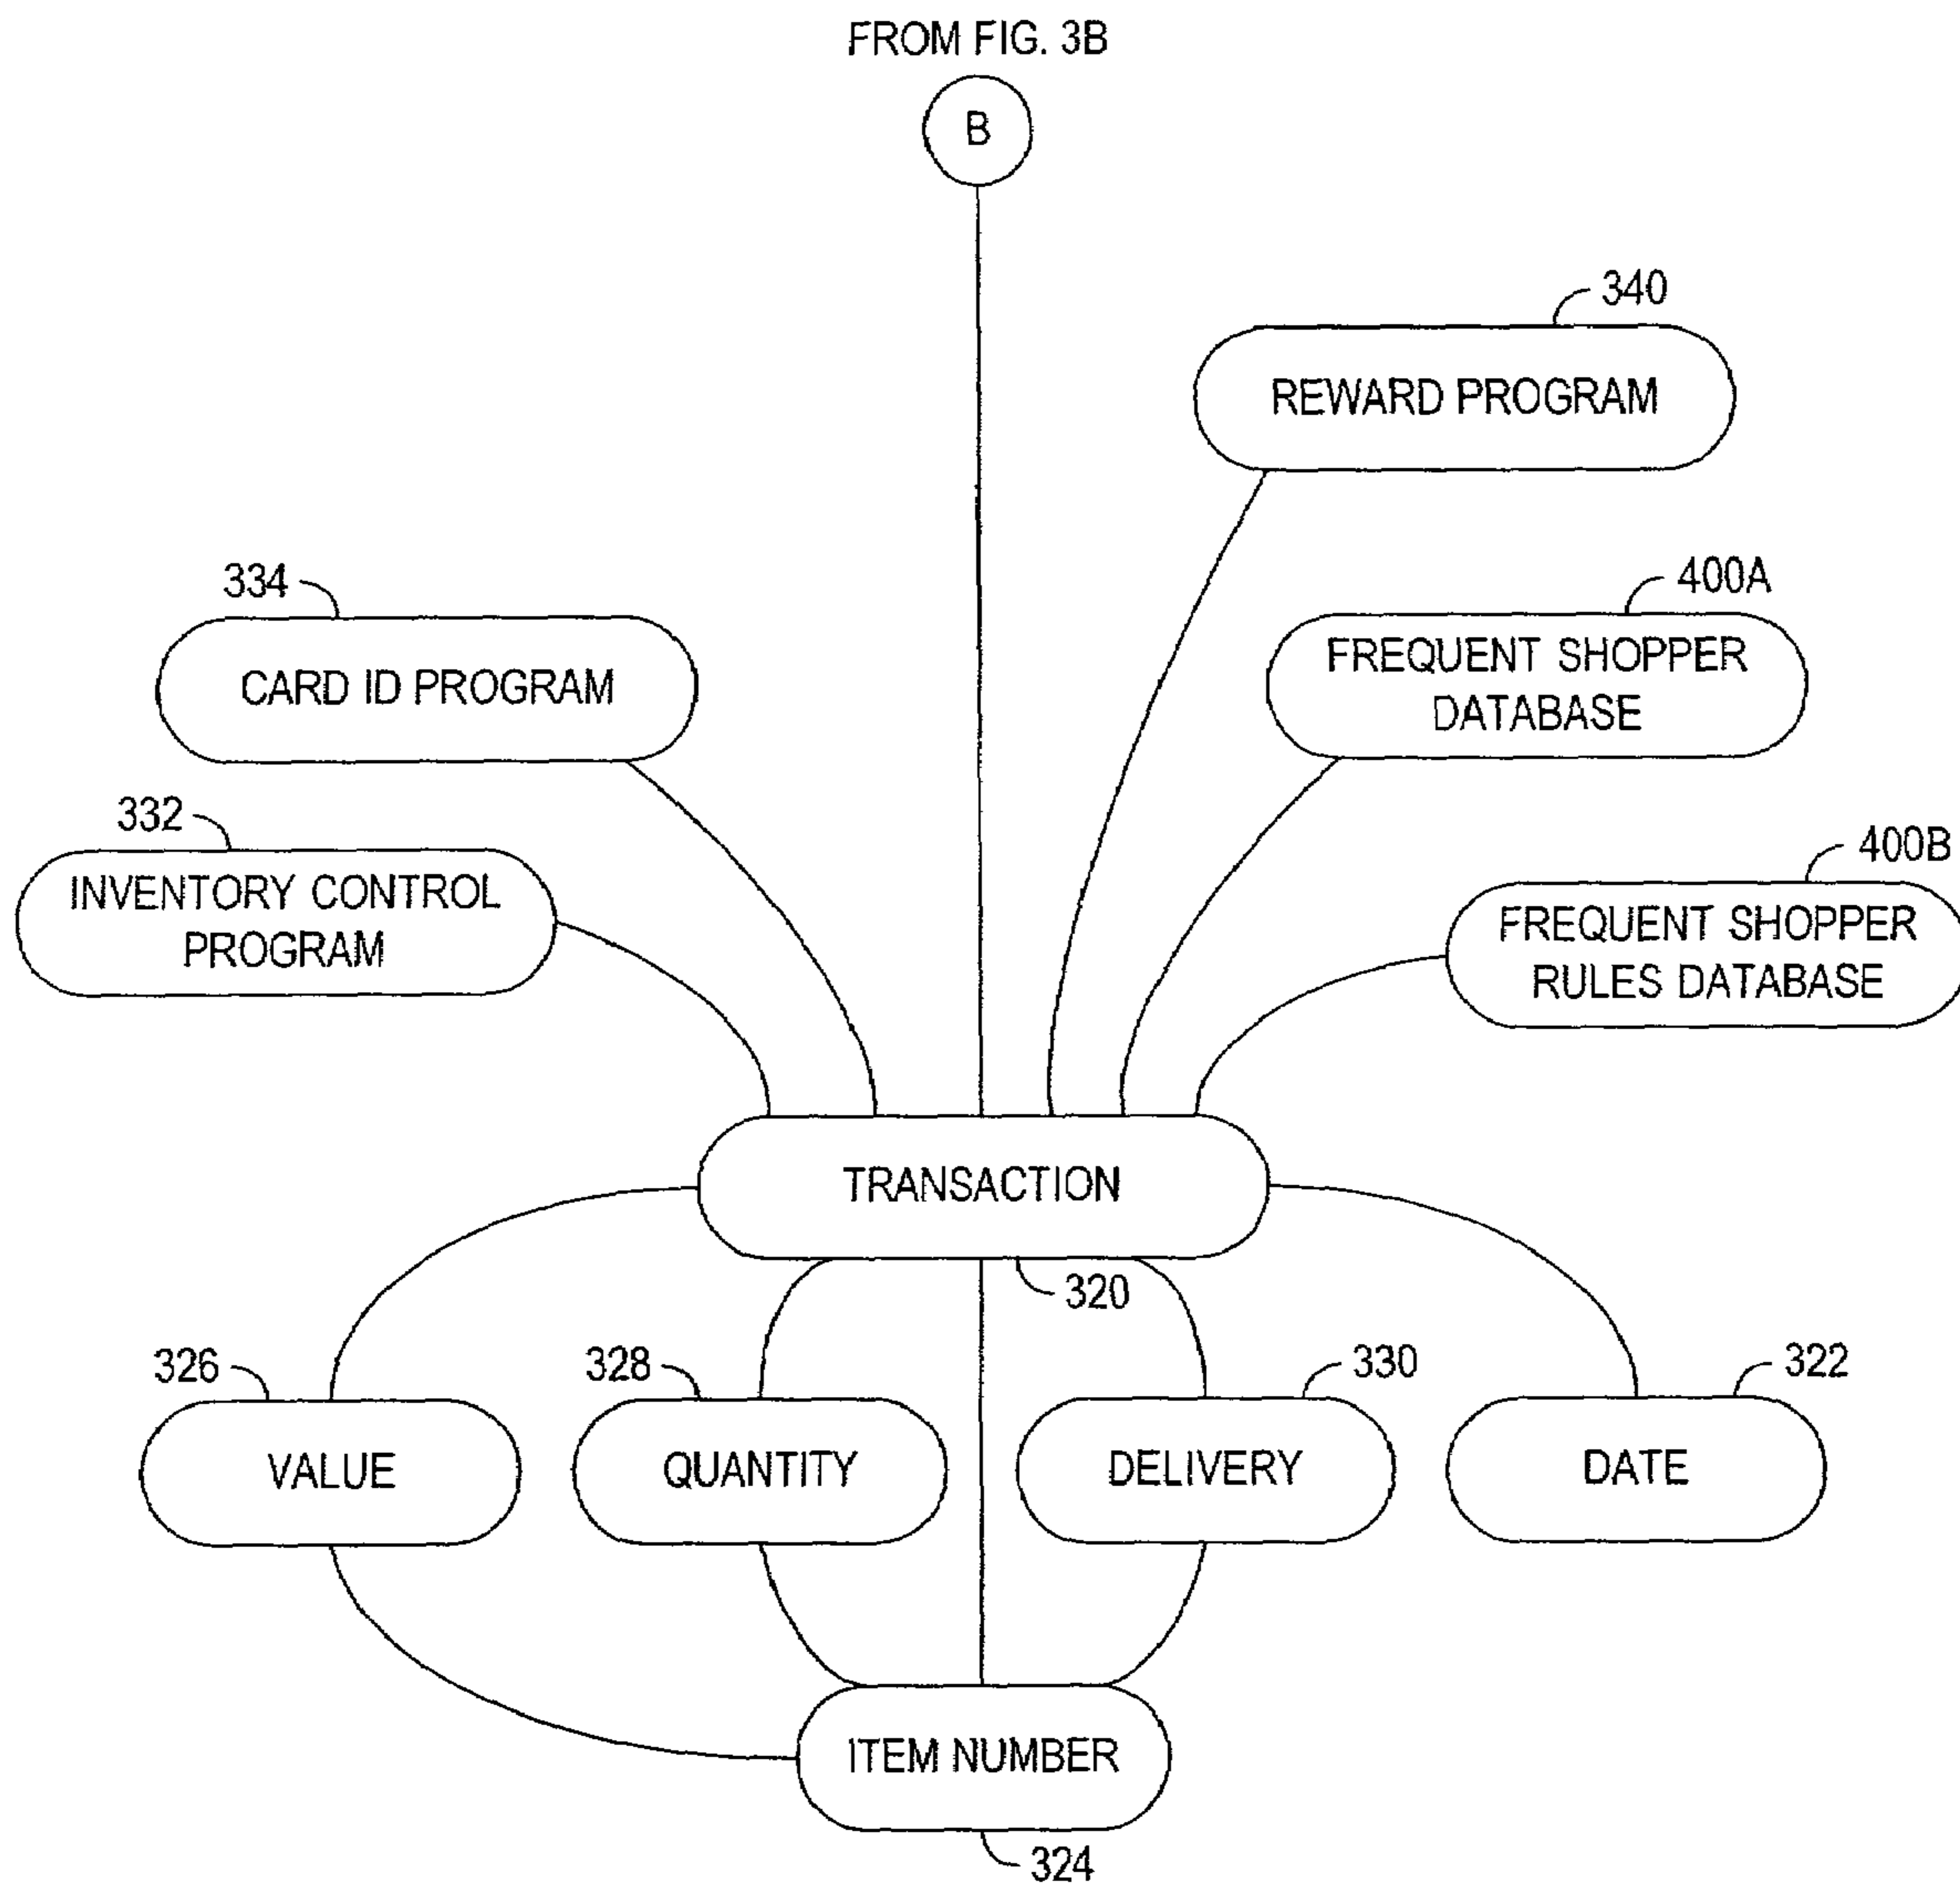 FROM FIG. 3B
B
340
REWARD PROGRAM
334
CARD ID PROGRAM
400A
FREQUENT SHOPPER
DATABASE
332
INVENTORY CONTROL
PROGRAM
400B
FREQUENT SHOPPER
RULES DATABASE
TRANSACTION
320
326
VALUE
328
QUANTITY
330
DELIVERY
322
DATE
ITEM NUMBER
324